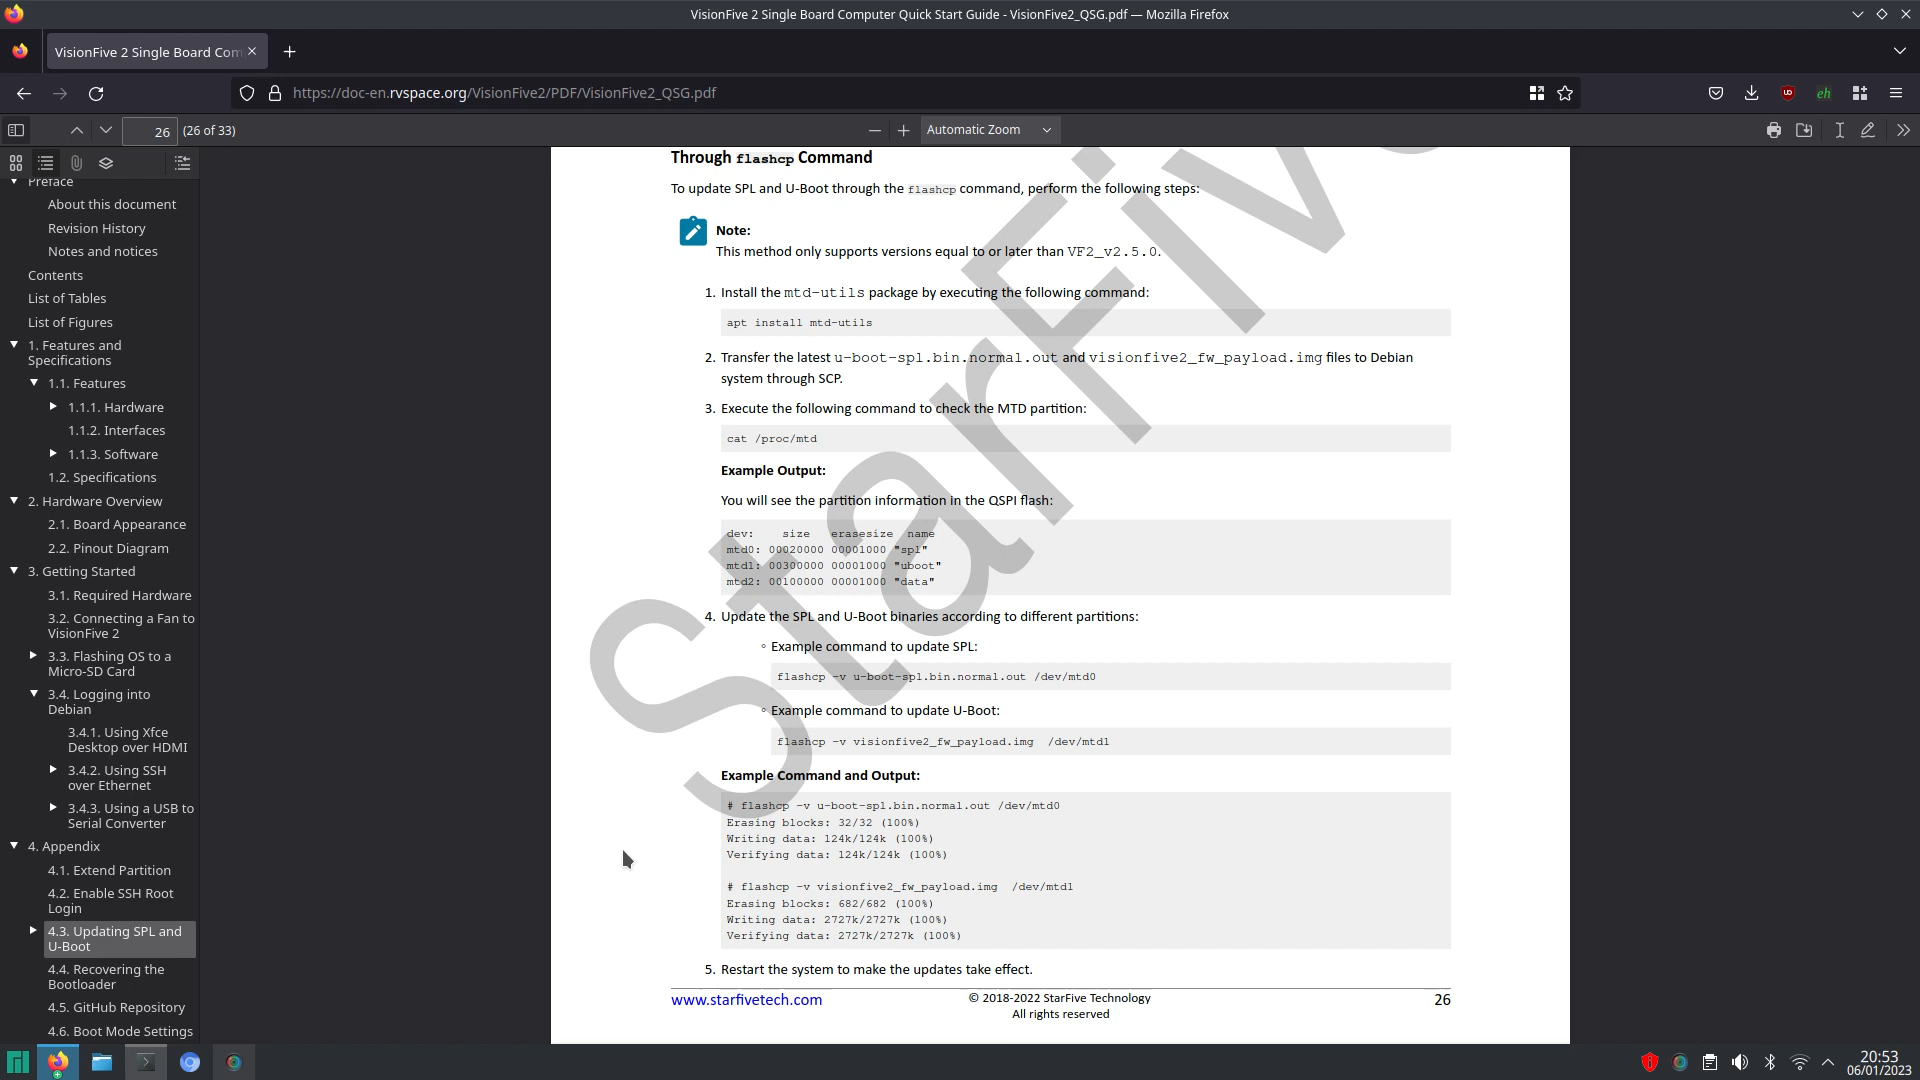 VisionFive 2 Single Board Computer Quick Start Guide - VisionFive2_QSG.pdf — Mozilla Firefox
VisionFive 2 Single Board Com
https://doc-en.rvspace.org/VisionFive2/PDF/VisionFive2_QSG.pdf
eh
26
(26 of 33)
Automatic Zoom
Preface
About this document
Revision History
Notes and notices
Contents
List of Tables
List of Figures
1. Features and
Specifications
1.1. Features
1.1.1. Hardware
1.1.2. Interfaces
1.1.3. Software
1.2. Specifications
2. Hardware Overview
2.1. Board Appearance
2.2. Pinout Diagram
3. Getting Started
3.1. Required Hardware
3.2. Connecting a Fan to
VisionFive 2
3.3. Flashing OS to a
Micro-SD Card
3.4. Logging into
Debian
3.4.1. Using Xfce
Desktop over HDMI
3.4.2. Using SSH
over Ethernet
3.4.3. Using a USB to
Serial Converter
4. Appendix
4.1. Extend Partition
4.2. Enable SSH Root
Login
4.3. Updating SPL and
U-Boot
4.4. Recovering the
Bootloader
4.5. GitHub Repository
4.6. Boot Mode Settings
StarFiv
Through flashcp Command
To update SPL and U-Boot through the flashcp command, perform the following steps:
Note:
This method only supports versions equal to or later than VF2_v2.5.0.
1. Install the mtd-utils package by executing the following command:
apt install mtd-utils
2. Transfer the latest u-boot-spl.bin.normal.out and visionfive2_fw_payload.img files to Debian
system through SCP.
3. Execute the following command to check the MTD partition:
cat /proc/mtd
Example Output:
You will see the partition information in the QSPI flash:
dev:    size   erasesize  name
mtd0: 00020000 00001000 "spl"
mtd1: 00300000 00001000 "uboot"
mtd2: 00100000 00001000 "data"
4. Update the SPL and U-Boot binaries according to different partitions:
◦ Example command to update SPL:
flashcp -v u-boot-spl.bin.normal.out /dev/mtd0
◦ Example command to update U-Boot:
flashcp -v visionfive2_fw_payload.img  /dev/mtd1
Example Command and Output:
# flashcp -v u-boot-spl.bin.normal.out /dev/mtd0
Erasing blocks: 32/32 (100%)
Writing data: 124k/124k (100%)
Verifying data: 124k/124k (100%)
# flashcp -v visionfive2_fw_payload.img  /dev/mtd1
Erasing blocks: 682/682 (100%)
Writing data: 2727k/2727k (100%)
Verifying data: 2727k/2727k (100%)
5. Restart the system to make the updates take effect.
www.starfivetech.com
© 2018-2022 StarFive Technology
All rights reserved
26
20:53
06/01/2023